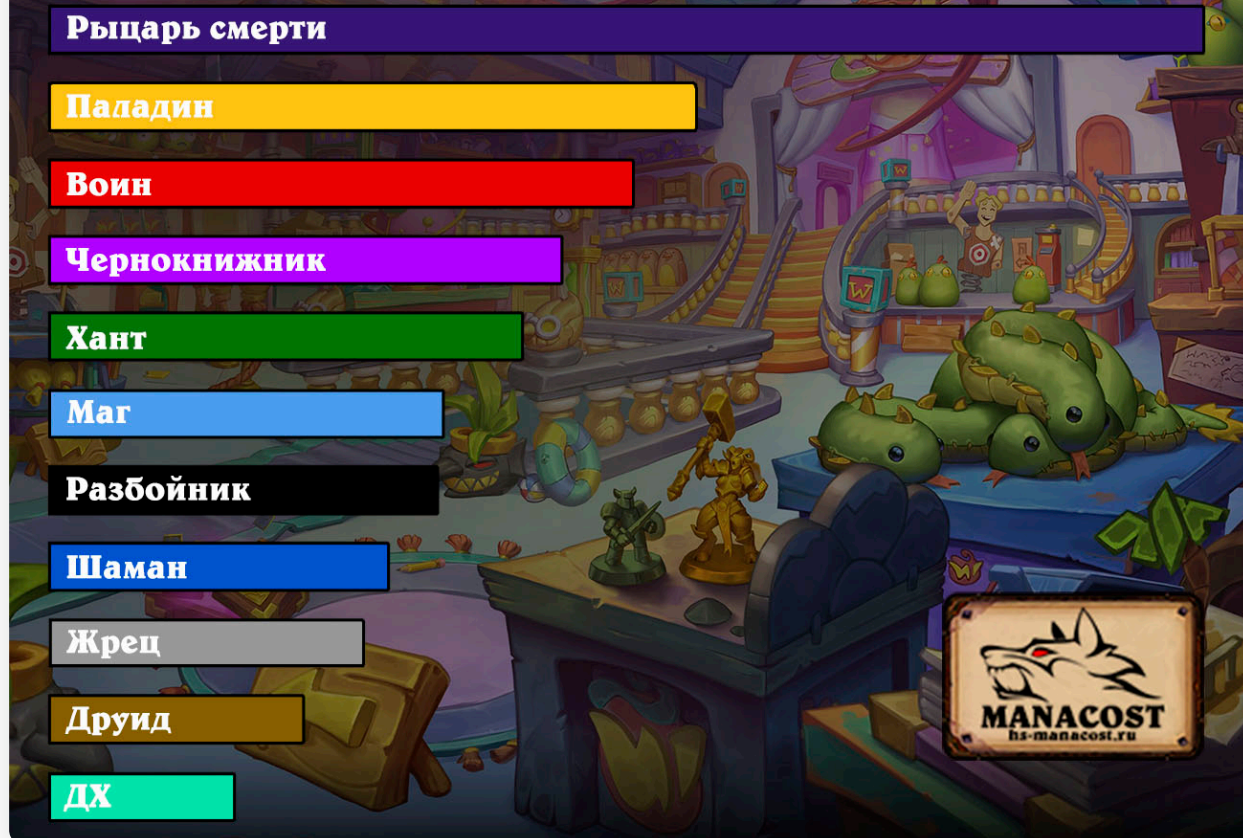 Рыцарь смерти
Паладин
Воин
Чернокнижник
Хант
Маг
Разбойник
Шаман
Жрец
Друид
ДХ
W
W
W
W
MANACOST
hs-manacost.ru